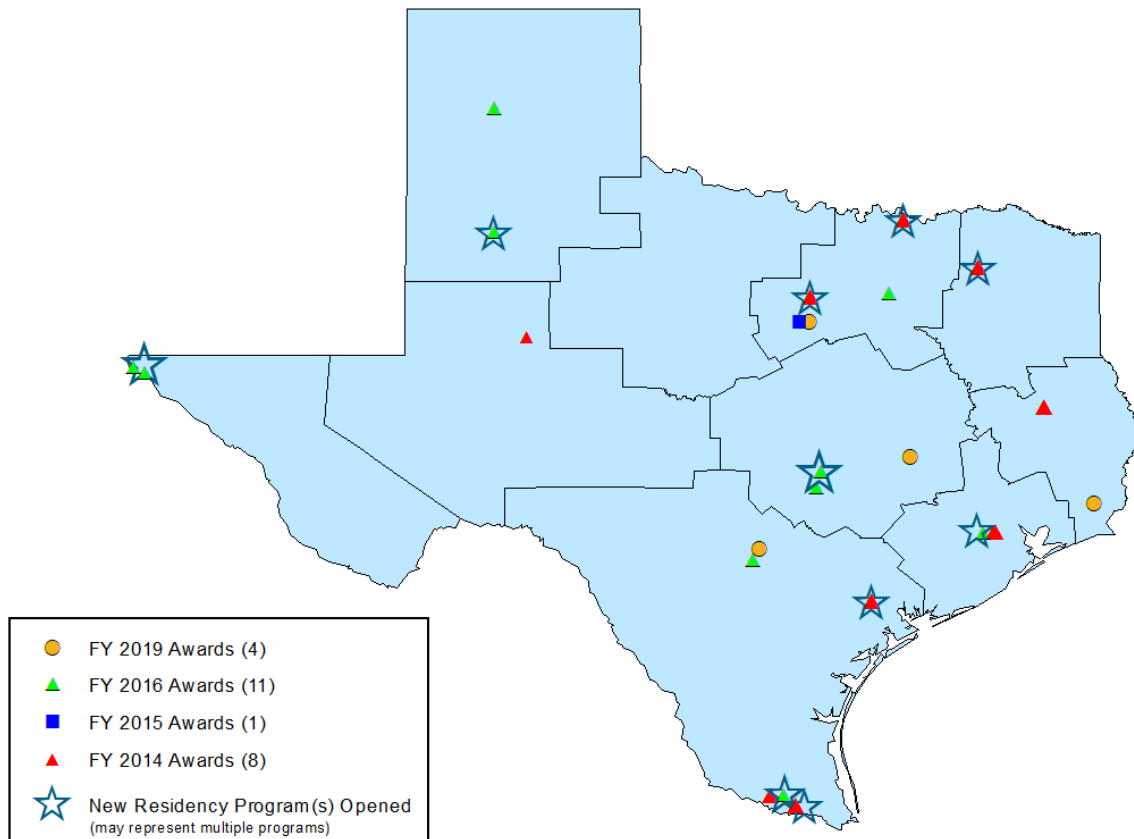 FY 2019 Awards (4)
FY 2016 Awards (11)
FY 2015 Awards (1)
FY 2014 Awards (8)
New Residency Program(s) Opened
(may represent multiple programs)